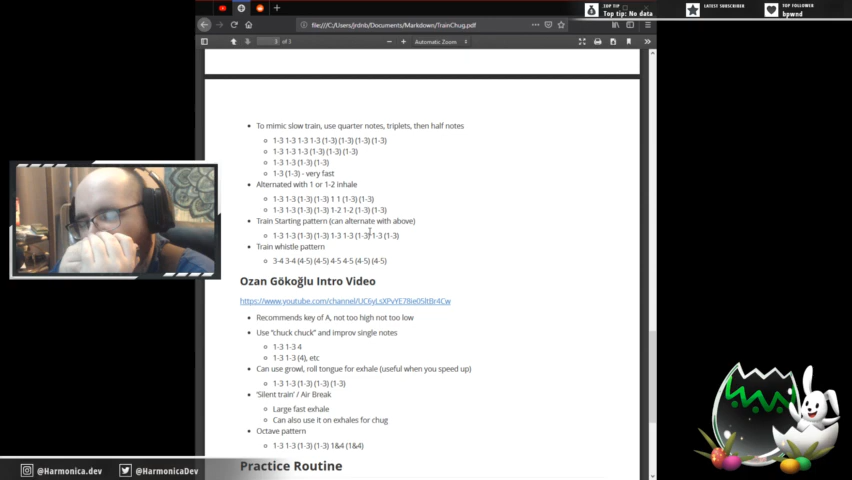 TOP TIP
Top tip: No data
LATEST SUBSCRIBER
TOP FOLLOWER
bpwnd
file:///C:/Users/jrdnb/Documents/Markdown/TrainChug.pdf
3 of 3
Automatic Zoom
• To mimic slow train, use quarter notes, triplets, then half notes
1-3 1-3 1-3 1-3 (1-3) (1-3) (1-3) (1-3)
1-3 1-3 1-3 (1-3) (1-3) (1-3)
1-3 1-3 (1-3) (1-3)
1-3 (1-3) - very fast
• Alternated with 1 or 1-2 inhale
1-3 1-3 (1-3) (1-3) 1 1 (1-3) (1-3)
1-3 1-3 (1-3) (1-3) 1-2 1-2 (1-3) (1-3)
• Train Starting pattern (can alternate with above)
1-3 1-3 (1-3) (1-3) 1-3 1-3 (1-3) 1-3 (1-3)
• Train whistle pattern
3-4 3-4 (4-5) (4-5) 4-5 4-5 (4-5) (4-5)
Ozan Gökoğlu Intro Video
• Recommends key of A, not too high not too low
• Use "chuck chuck" and improv single notes
1-3 1-3 4
1-3 1-3 (4), etc
• Can use growl, roll tongue for exhale (useful when you speed up)
1-3 1-3 (1-3) (1-3) (1-3)
• 'Silent train' / Air Break
Large fast exhale
Can also use it on exhales for chug
• Octave pattern
1-3 1-3 (1-3) (1-3) 1&4 (1&4)
Practice Routine
@Harmonica.dev
@HarmonicaDev